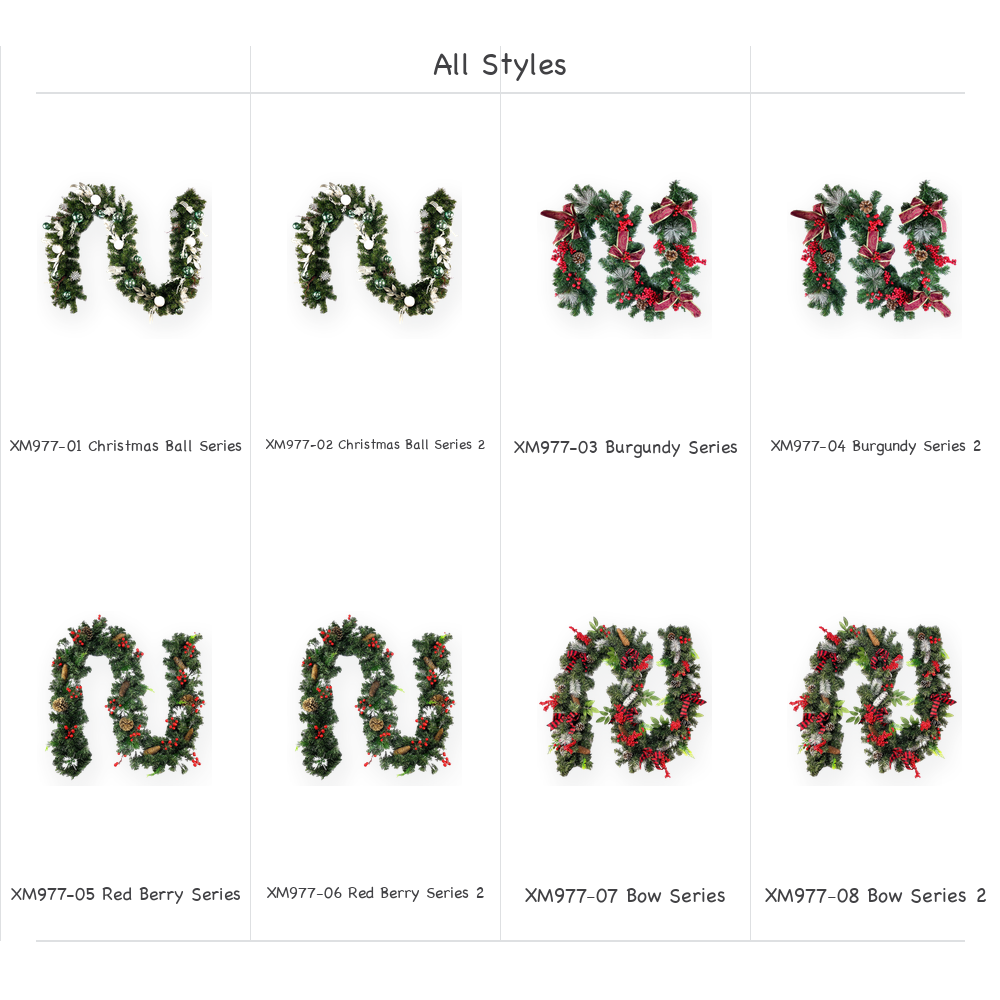 All Styles
XM977-01 Christmas Ball Series
XM977-02 Christmas Ball Series 2
XM977-03 Burgundy Series
XM977-04 Burgundy Series 2
XM977-05 Red Berry Series
XM977-06 Red Berry Series 2
XM977-07 Bow Series
XM977-08 Bow Series 2